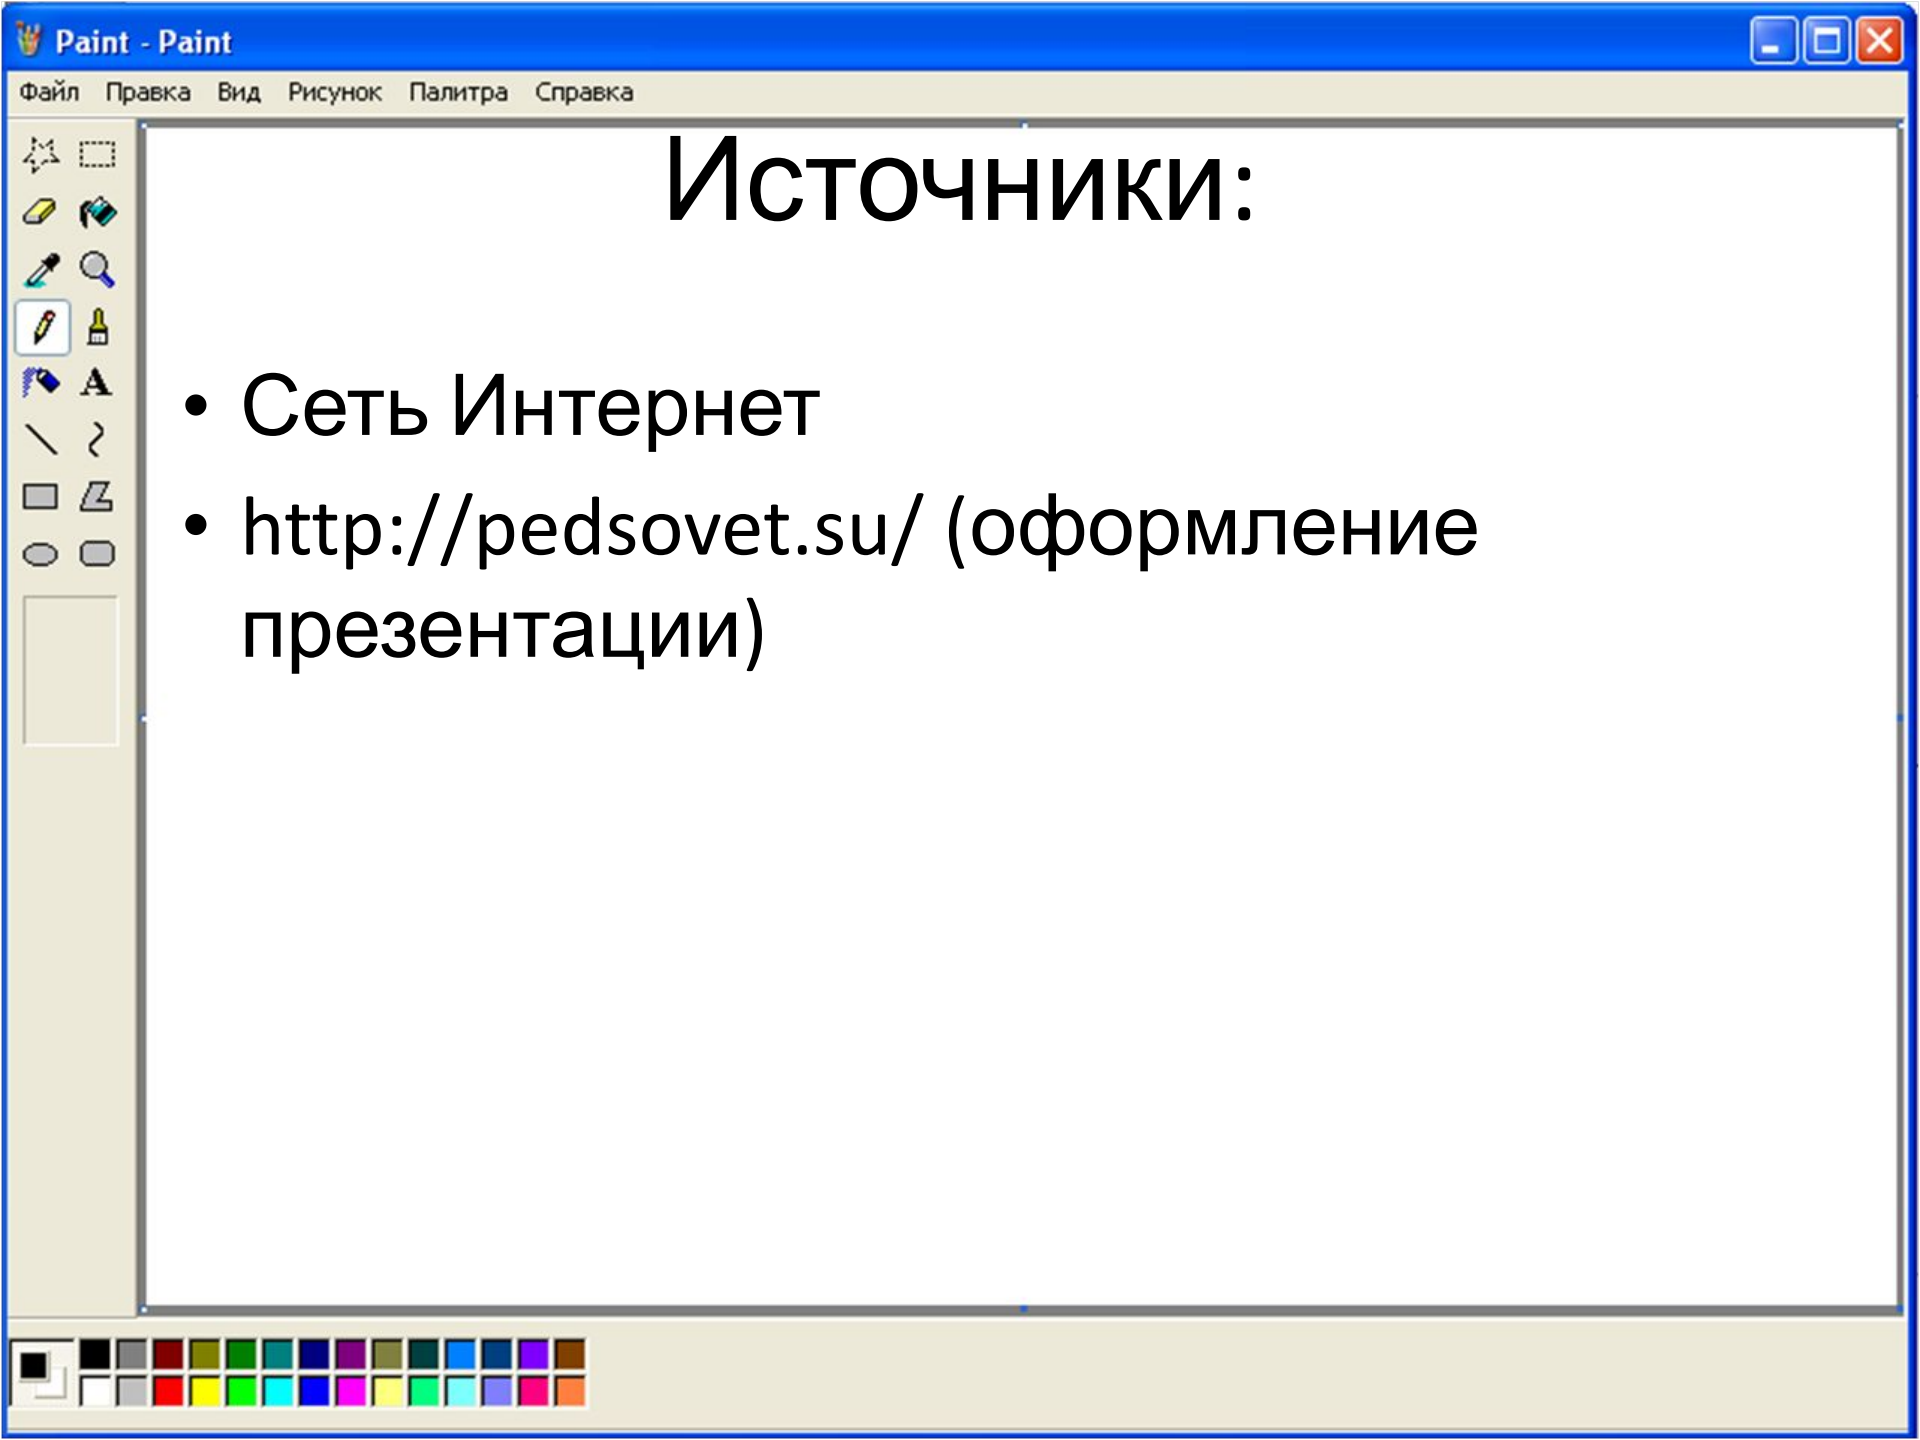 Paint - Paint
Файл Правка Вид Рисунок Палитра Справка
Источники:
• Сеть Интернет
• http://pedsovet.su/ (оформление
презентации)
A